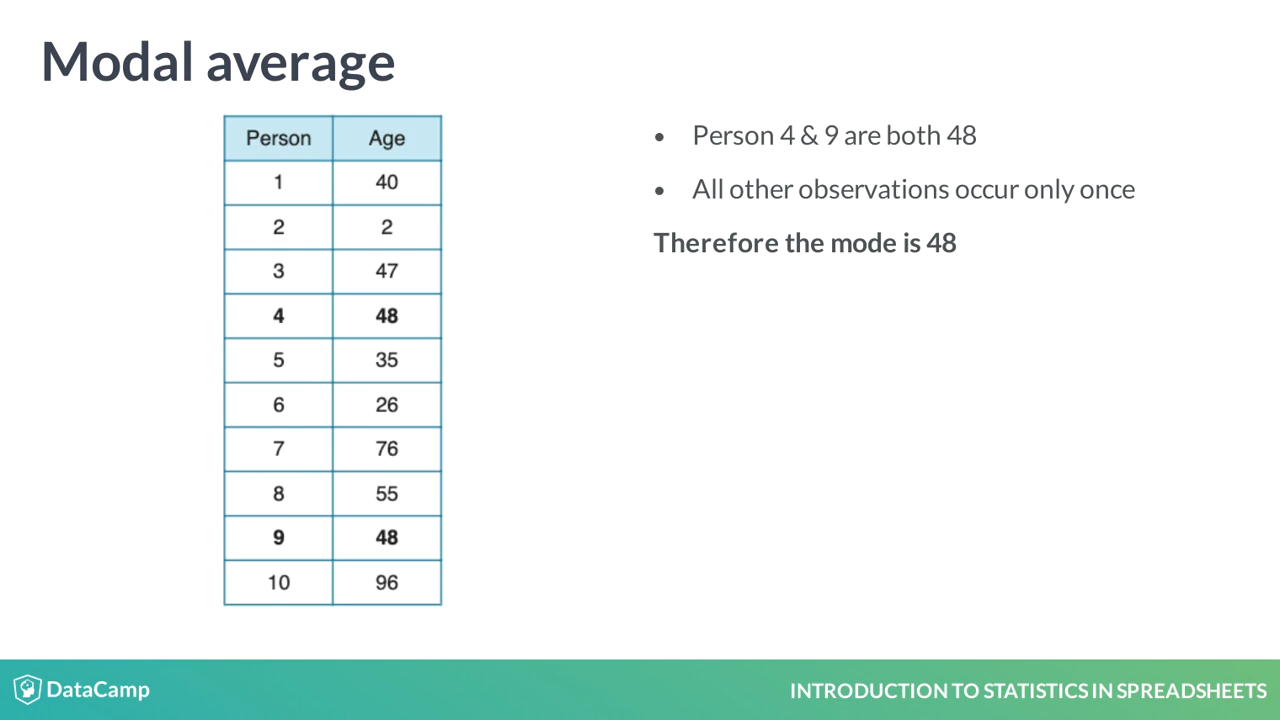 Modal average
Person Age
1 40
2 2
3 47
4 48
5 35
6 26
7 76
8 55
9 48
10 96
• Person 4 & 9 are both 48
• All other observations occur only once
Therefore the mode is 48
DataCamp
INTRODUCTION TO STATISTICS IN SPREADSHEETS